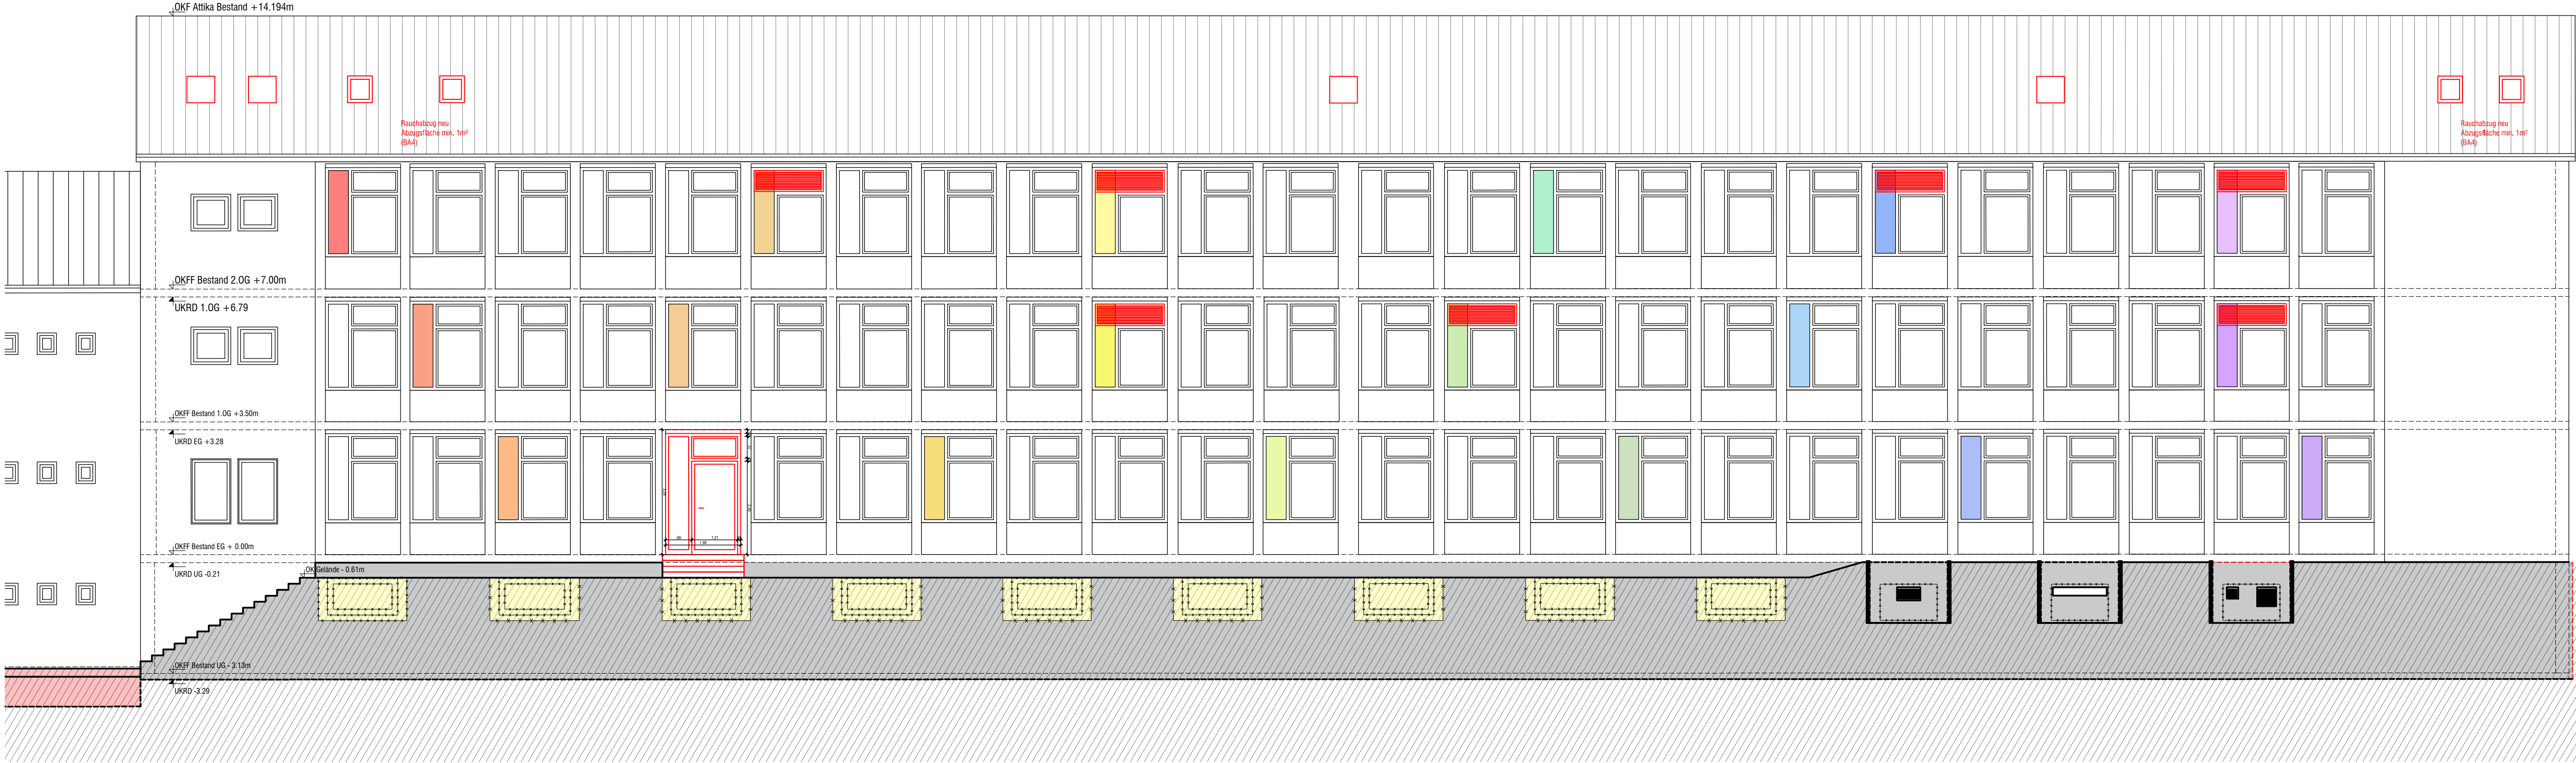 OKF Attika Bestand +14.194m
Rauchabzug neu
Abzugsfläche min. 1m²
(BA4)
Rauchabzug neu
Abzugsfläche min. 1m²
(BA4)
OKFF Bestand 2.OG +7.00m
UKRD 1.OG +6.79
OKFF Bestand 1.OG +3.50m
UKRD EG +3.28
OKFF Bestand EG + 0.00m
UKRD UG -0.21
OK Gelände - 0.61m
OKFF Bestand UG - 3.13m
UKRD -3.29